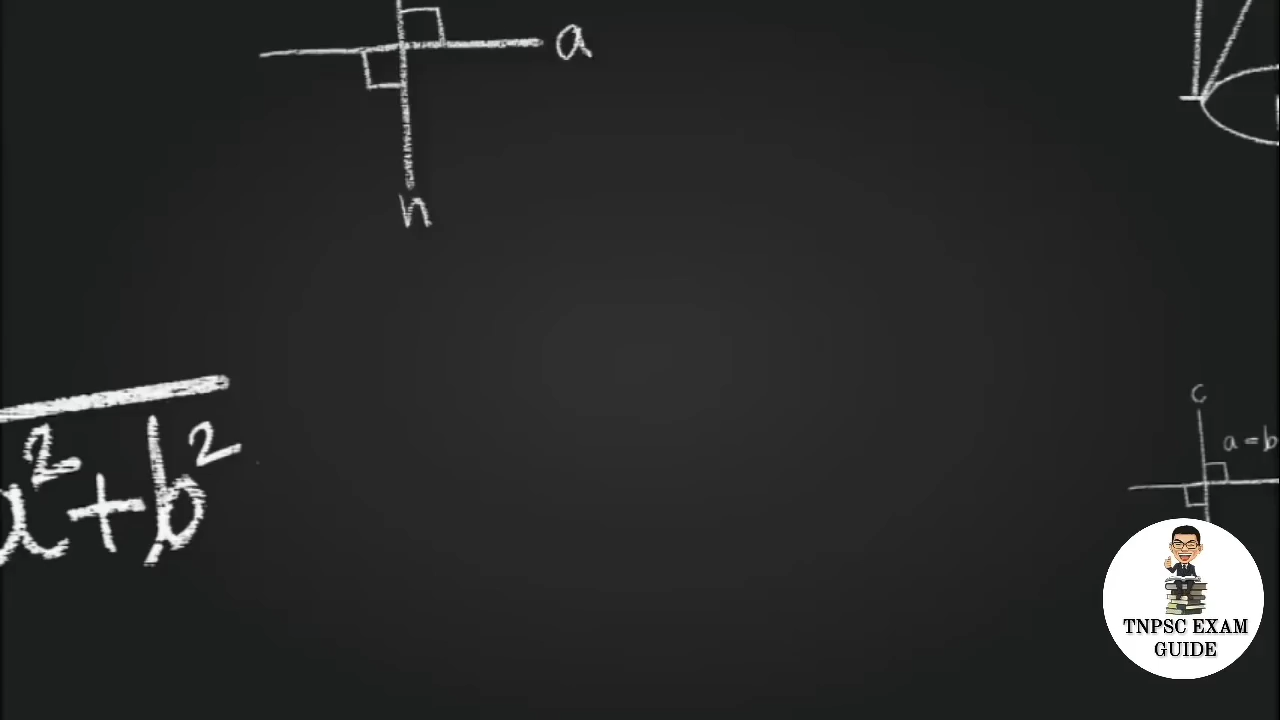 a
n
a²+b²
c
a=b
TNPSC EXAM
GUIDE